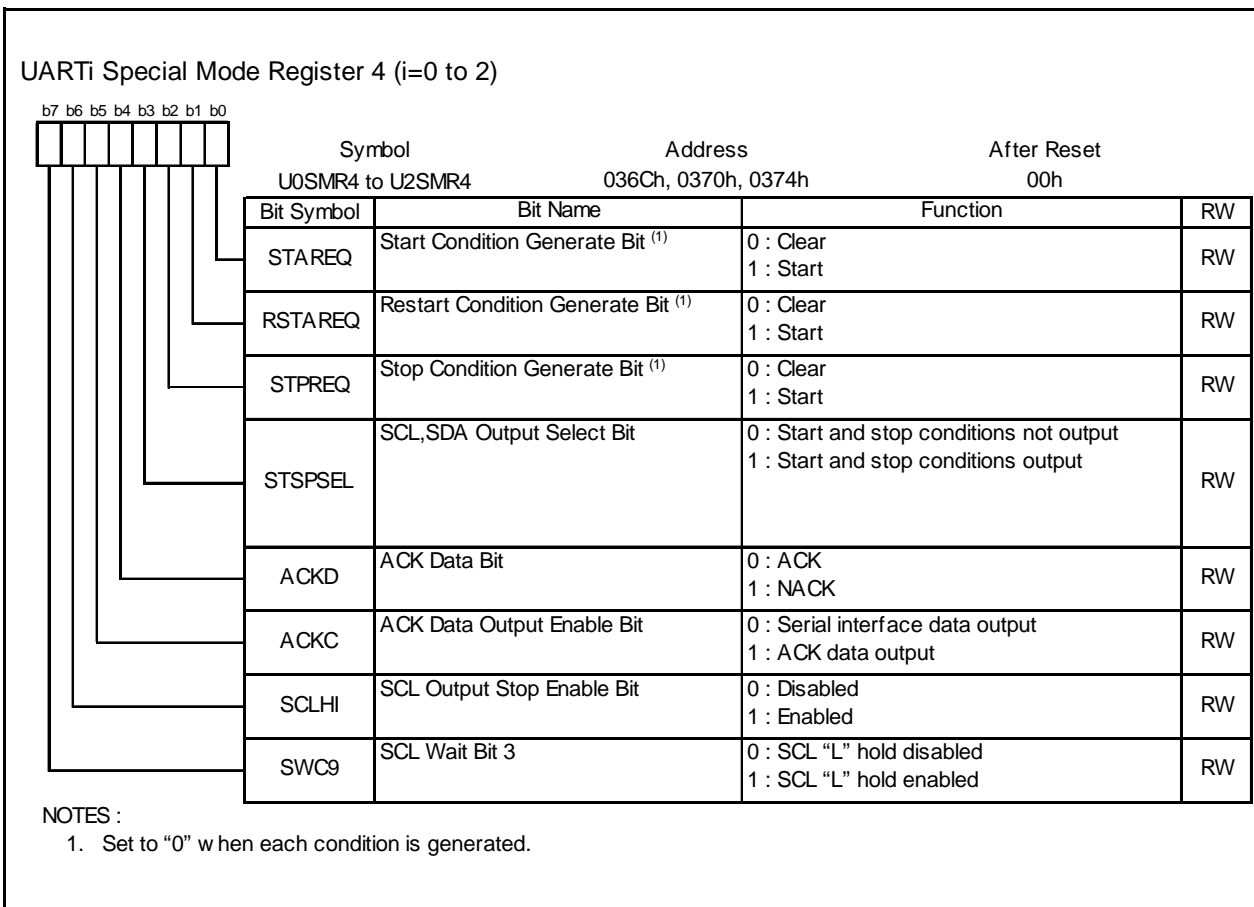 UARTi Special Mode Register 4 (i=0 to 2)
b7 b6 b5 b4 b3 b2 b1 b0
Symbol Address After Reset
U0SMR4 to U2SMR4 036Ch, 0370h, 0374h 00h
Bit Symbol Bit Name Function RW
STAREQ Start Condition Generate Bit (1) 0 : Clear RW
1 : Start
RSTAREQ Restart Condition Generate Bit (1) 0 : Clear RW
1 : Start
STPREQ Stop Condition Generate Bit (1) 0 : Clear RW
1 : Start
STSPSEL SCL,SDA Output Select Bit 0 : Start and stop conditions not output RW
1 : Start and stop conditions output
ACKD ACK Data Bit 0 : ACK RW
1 : NACK
ACKC ACK Data Output Enable Bit 0 : Serial interface data output RW
1 : ACK data output
SCLHI SCL Output Stop Enable Bit 0 : Disabled RW
1 : Enabled
SWC9 SCL Wait Bit 3 0 : SCL “L” hold disabled RW
1 : SCL “L” hold enabled
NOTES :
1. Set to “0” when each condition is generated.